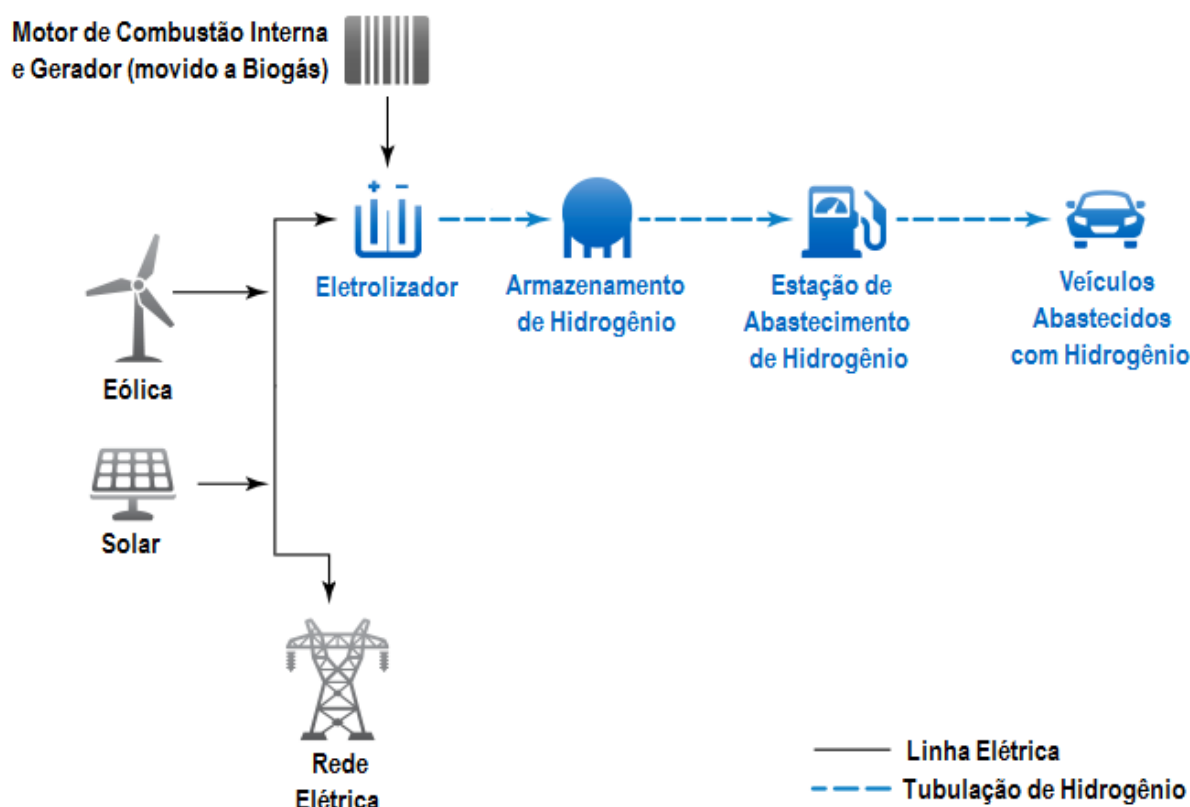 Motor de Combustão Interna
e Gerador (movido a Biogás)
+ -
Eletrolizador
Armazenamento
de Hidrogênio
Estação de
Abastecimento
de Hidrogênio
Veículos
Abastecidos
com Hidrogênio
Eólica
Solar
Rede
Elétrica
Linha Elétrica
Tubulação de Hidrogênio